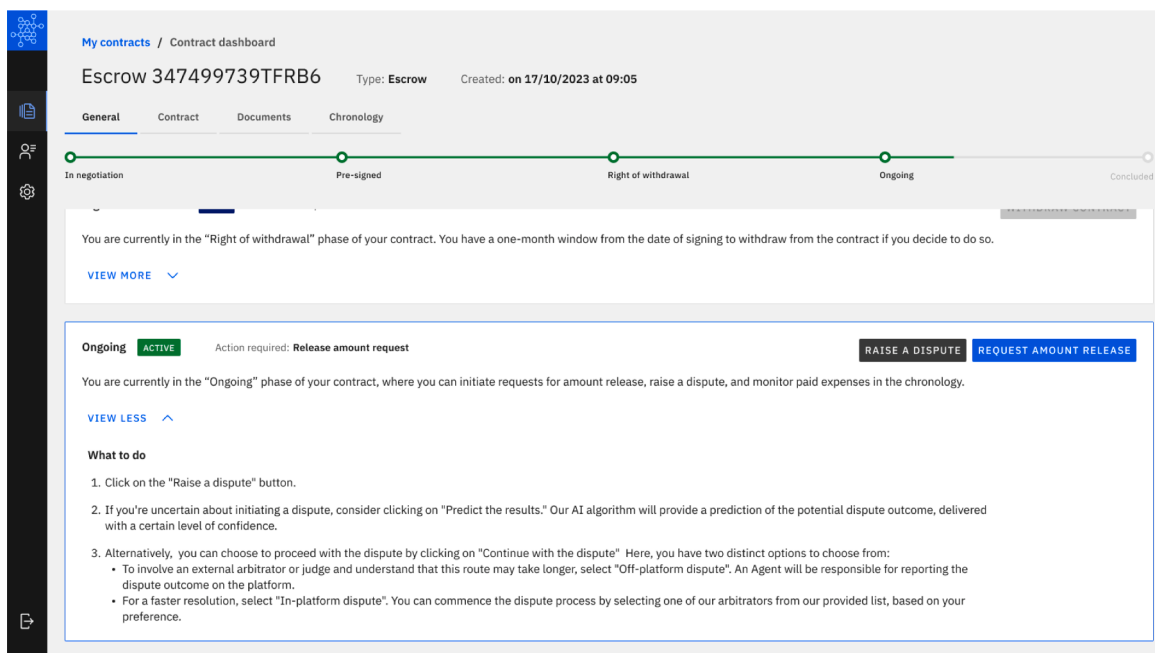 My contracts / Contract dashboard
Escrow 347499739TFRB6 Type: Escrow Created: on 17/10/2023 at 09:05
General Contract Documents Chronology
In negotiation Pre-signed Right of withdrawal Ongoing Concluded
WITHDRAW CONTRACT
You are currently in the “Right of withdrawal” phase of your contract. You have a one-month window from the date of signing to withdraw from the contract if you decide to do so.
VIEW MORE
Ongoing ACTIVE Action required: Release amount request RAISE A DISPUTE REQUEST AMOUNT RELEASE
You are currently in the “Ongoing” phase of your contract, where you can initiate requests for amount release, raise a dispute, and monitor paid expenses in the chronology.
VIEW LESS
What to do
1. Click on the "Raise a dispute" button.
2. If you're uncertain about initiating a dispute, consider clicking on "Predict the results." Our AI algorithm will provide a prediction of the potential dispute outcome, delivered
with a certain level of confidence.
3. Alternatively, you can choose to proceed with the dispute by clicking on "Continue with the dispute" Here, you have two distinct options to choose from:
• To involve an external arbitrator or judge and understand that this route may take longer, select "Off-platform dispute". An Agent will be responsible for reporting the
dispute outcome on the platform.
• For a faster resolution, select "In-platform dispute". You can commence the dispute process by selecting one of our arbitrators from our provided list, based on your
preference.